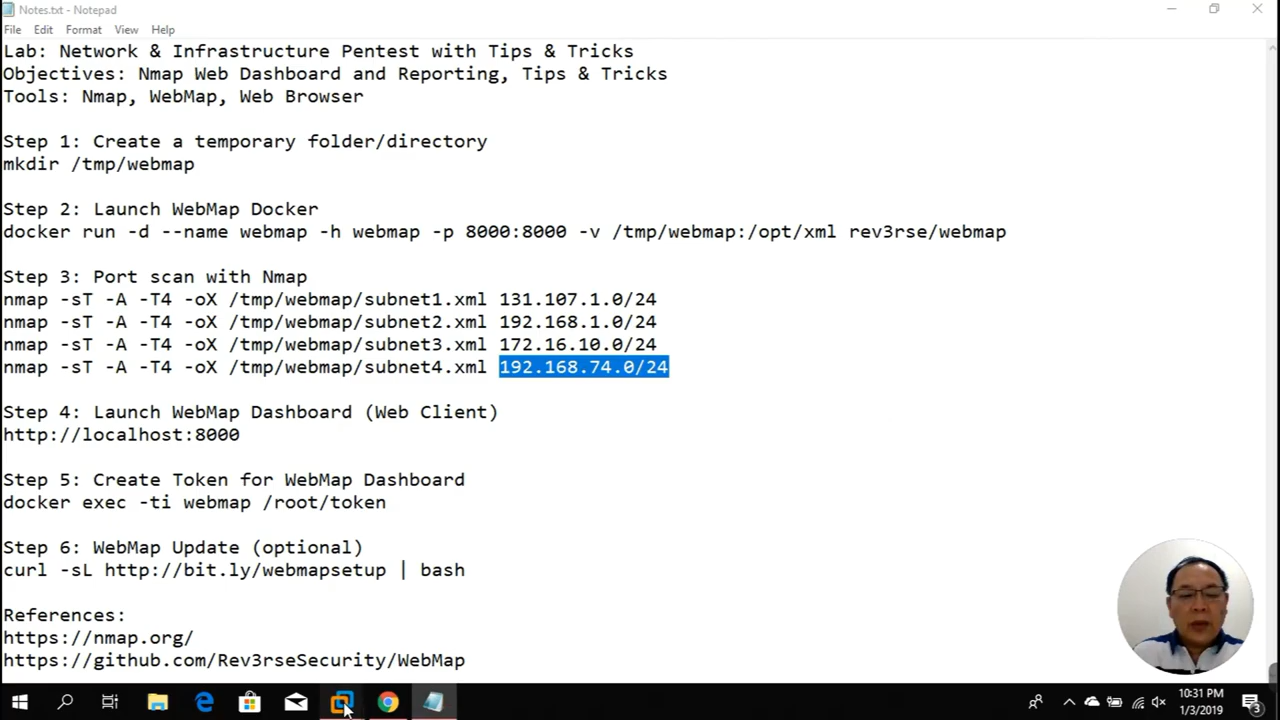 Notes.txt - Notepad
File Edit Format View Help
Lab: Network & Infrastructure Pentest with Tips & Tricks
Objectives: Nmap Web Dashboard and Reporting, Tips & Tricks
Tools: Nmap, WebMap, Web Browser
Step 1: Create a temporary folder/directory
mkdir /tmp/webmap
Step 2: Launch WebMap Docker
docker run -d --name webmap -h webmap -p 8000:8000 -v /tmp/webmap:/opt/xml rev3rse/webmap
Step 3: Port scan with Nmap
nmap -sT -A -T4 -oX /tmp/webmap/subnet1.xml 131.107.1.0/24
nmap -sT -A -T4 -oX /tmp/webmap/subnet2.xml 192.168.1.0/24
nmap -sT -A -T4 -oX /tmp/webmap/subnet3.xml 172.16.10.0/24
nmap -sT -A -T4 -oX /tmp/webmap/subnet4.xml 192.168.74.0/24
Step 4: Launch WebMap Dashboard (Web Client)
http://localhost:8000
Step 5: Create Token for WebMap Dashboard
docker exec -ti webmap /root/token
Step 6: WebMap Update (optional)
curl -sL http://bit.ly/webmapsetup | bash
References:
https://nmap.org/
https://github.com/Rev3rseSecurity/WebMap
10:31 PM
1/3/2019
3